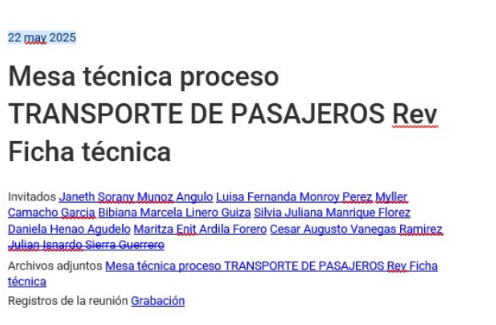 22 may 2025
Mesa técnica proceso
TRANSPORTE DE PASAJEROS Rev
Ficha técnica
Invitados Janeth Sorany Munoz Angulo Luisa Fernanda Monroy Perez Myller
Camacho Garcia Bibiana Marcela Linero Guiza Silvia Juliana Manrique Florez
Daniela Henao Agudelo Maritza Enit Ardila Forero Cesar Augusto Vanegas Ramirez
Julian Isnardo Sierra Guerrero
Archivos adjuntos Mesa técnica proceso TRANSPORTE DE PASAJEROS Rev Ficha
técnica
Registros de la reunión Grabación